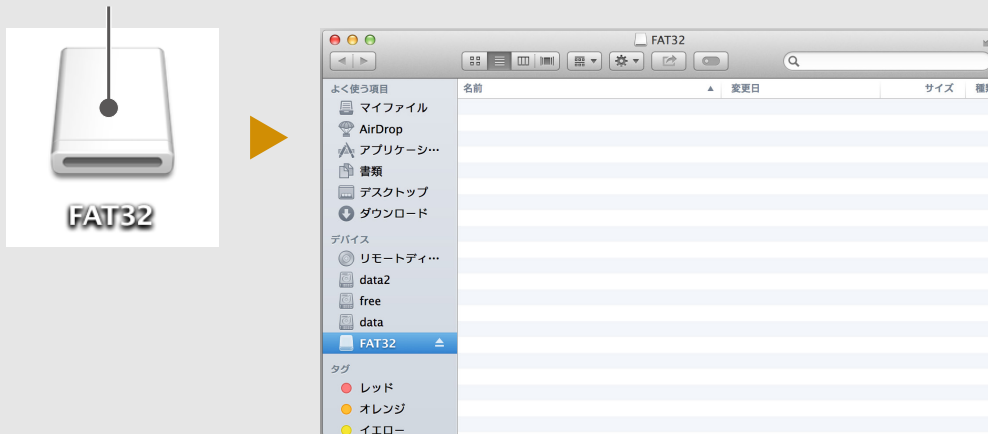 FAT32
FAT32
名前
変更日
サイズ
よく使う項目
マイファイル
AirDrop
アプリケーシ…
書類
デスクトップ
ダウンロード
デバイス
リモートディ…
data2
free
data
FAT32
タグ
レッド
オレンジ
イエロー